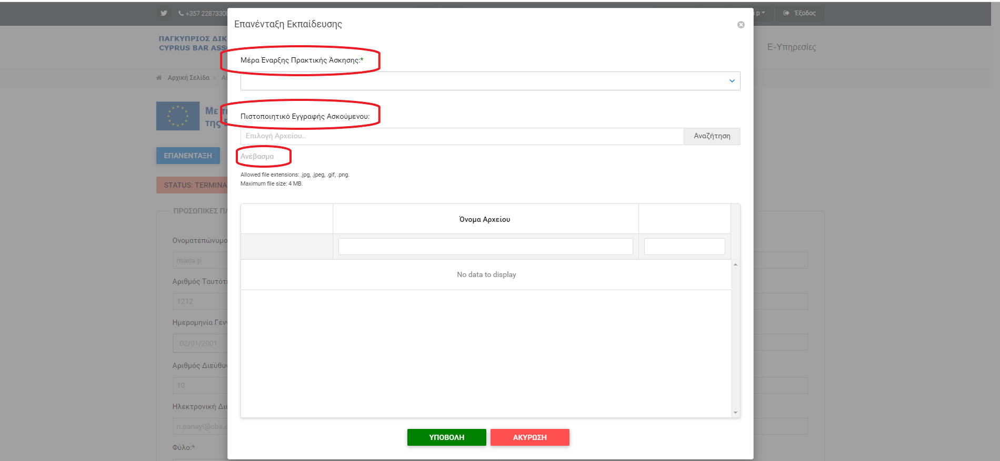 +357 2287330
p
Έξοδος
Επανένταξη Εκπαίδευσης
ΠΑΓΚΥΠΡΙΟΣ ΔΙΚ
CYPRUS BAR ASS
Ε-Υπηρεσίες
Μέρα Έναρξης Πρακτικής Άσκησης:*
Αρχική Σελίδα »
Με τ
της Ε
Πιστοποιητικό Εγγραφής Ασκούμενου:
Επιλογή Αρχείου..
Αναζήτηση
ΕΠΑΝΕΝΤΑΞΗ
Ανέβασμα
Allowed file extensions: .jpg, .jpeg, .gif, .png.
Maximum file size: 4 MB.
STATUS: TERMINA
ΠΡΟΣΩΠΙΚΕΣ Π
Όνομα Αρχείου
Ονοματεπώνυμο
maria p
No data to display
Αριθμός Ταυτότ
1212
Ημερομηνία Γέν
02/01/2001
Αριθμός Διεύθυ
10
Ηλεκτρονική Διε
n.panayi@cba.
ΥΠΟΒΟΛΗ
ΑΚΥΡΩΣΗ
Φύλο:*